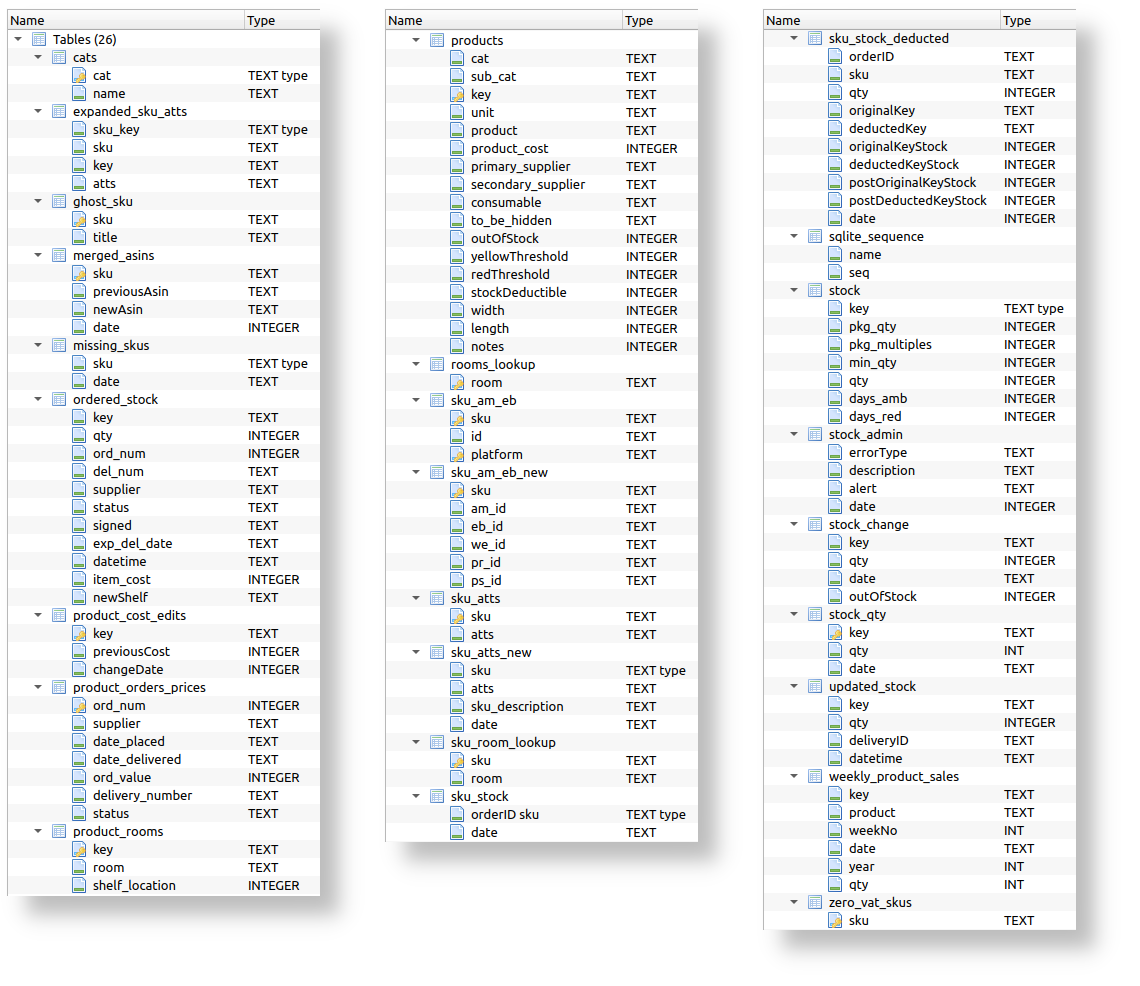 Name Type
Tables (26)
cats
cat TEXT type
name TEXT
expanded_sku_atts
sku_key TEXT type
sku TEXT
key TEXT
atts TEXT
ghost_sku
sku TEXT
title TEXT
merged_asins
sku TEXT
previousAsin TEXT
newAsin TEXT
date INTEGER
missing_skus
sku TEXT type
date TEXT
ordered_stock
key TEXT
qty INTEGER
ord_num INTEGER
del_num TEXT
supplier TEXT
status TEXT
signed TEXT
exp_del_date TEXT
datetime TEXT
item_cost INTEGER
newShelf TEXT
product_cost_edits
key TEXT
previousCost INTEGER
changeDate INTEGER
product_orders_prices
ord_num INTEGER
supplier TEXT
date_placed TEXT
date_delivered TEXT
ord_value INTEGER
delivery_number TEXT
status TEXT
product_rooms
key TEXT
room TEXT
shelf_location INTEGER
Name Type
products
cat TEXT
sub_cat TEXT
key TEXT
unit TEXT
product TEXT
product_cost INTEGER
primary_supplier TEXT
secondary_supplier TEXT
consumable TEXT
to_be_hidden TEXT
outOfStock INTEGER
yellowThreshold INTEGER
redThreshold INTEGER
stockDeductible INTEGER
width INTEGER
length INTEGER
notes INTEGER
rooms_lookup
room TEXT
sku_am_eb
sku TEXT
id TEXT
platform TEXT
sku_am_eb_new
sku TEXT
am_id TEXT
eb_id TEXT
we_id TEXT
pr_id TEXT
ps_id TEXT
sku_atts
sku TEXT
atts TEXT
sku_atts_new
sku TEXT type
atts TEXT
sku_description TEXT
date TEXT
sku_room_lookup
sku TEXT
room TEXT
sku_stock
orderID sku TEXT type
date TEXT
Name Type
sku_stock_deducted
orderID TEXT
sku TEXT
qty INTEGER
originalKey TEXT
deductedKey TEXT
originalKeyStock INTEGER
deductedKeyStock INTEGER
postOriginalKeyStock INTEGER
postDeductedKeyStock INTEGER
date INTEGER
sqlite_sequence
name
seq
stock
key TEXT type
pkg_qty INTEGER
pkg_multiples INTEGER
min_qty INTEGER
qty INTEGER
days_amb INTEGER
days_red INTEGER
stock_admin
errorType TEXT
description TEXT
alert TEXT
date INTEGER
stock_change
key TEXT
qty INTEGER
date TEXT
outOfStock INTEGER
stock_qty
key TEXT
qty INT
date TEXT
updated_stock
key TEXT
qty INTEGER
deliveryID TEXT
datetime TEXT
weekly_product_sales
key TEXT
product TEXT
weekNo INT
date TEXT
year INT
qty INT
zero_vat_skus
sku TEXT